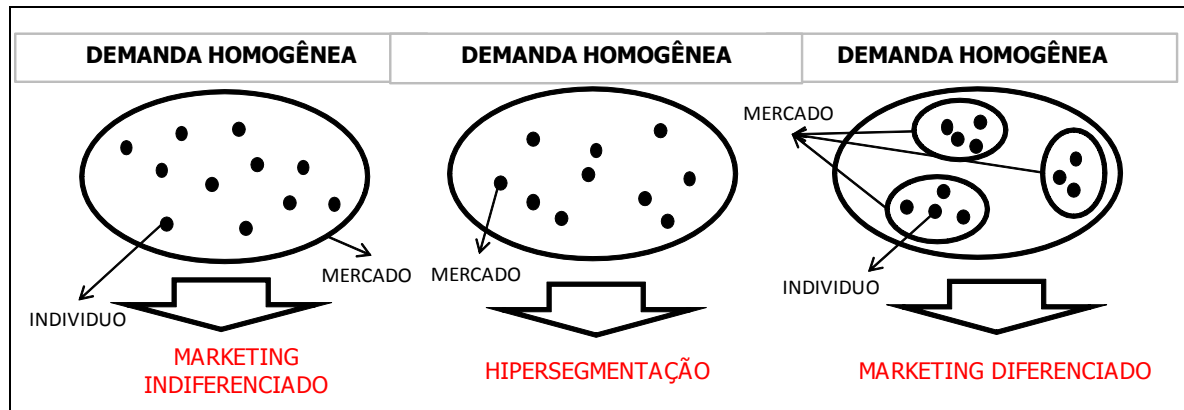 DEMANDA HOMOGÊNEA
DEMANDA HOMOGÊNEA
DEMANDA HOMOGÊNEA
MERCADO
MERCADO
MERCADO
INDIVIDUO
INDIVIDUO
MARKETING
INDIFERENCIADO
HIPERSEGMENTAÇÃO
MARKETING DIFERENCIADO